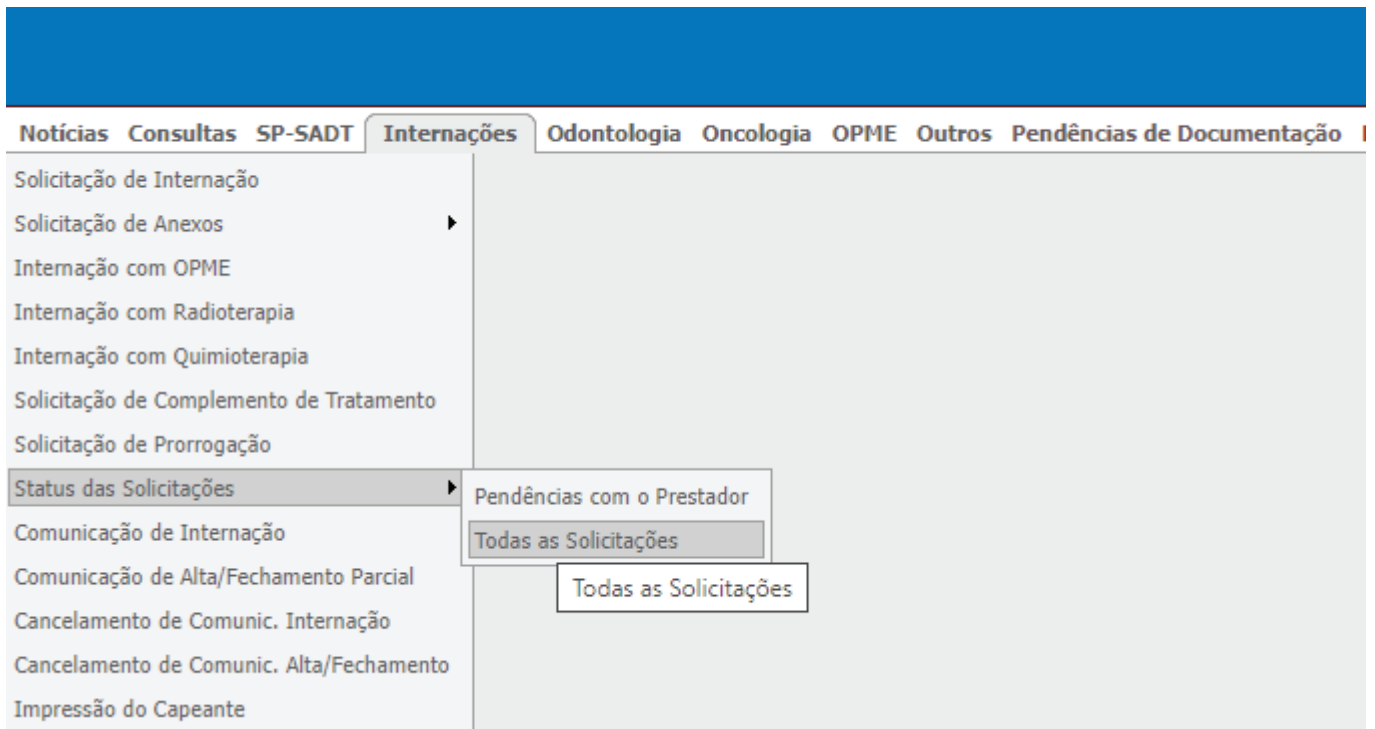 Notícias Consultas SP-SADT Internações Odontologia Oncologia OPME Outros Pendências de Documentação
Solicitação de Internação
Solicitação de Anexos
Internação com OPME
Internação com Radioterapia
Internação com Quimioterapia
Solicitação de Complemento de Tratamento
Solicitação de Prorrogação
Status das Solicitações
Pendências com o Prestador
Todas as Solicitações
Todas as Solicitações
Comunicação de Internação
Comunicação de Alta/Fechamento Parcial
Cancelamento de Comunic. Internação
Cancelamento de Comunic. Alta/Fechamento
Impressão do Capeante